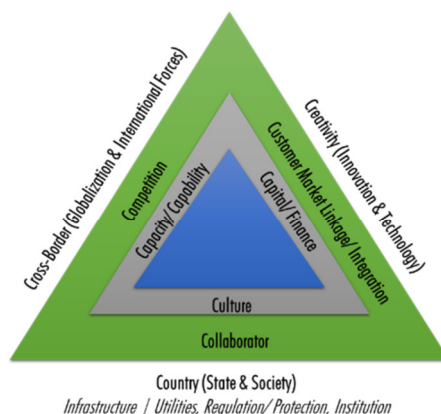 Cross-Border (Globalization & International Forces)
Creativity (Innovation & Technology)
Competition
Customer Market Linkage/ Integration
Capacity/ Capability
Capital/ Finance
Culture
Collaborator
Country (State & Society)
Infrastructure | Utilities, Regulation/ Protection, Institution